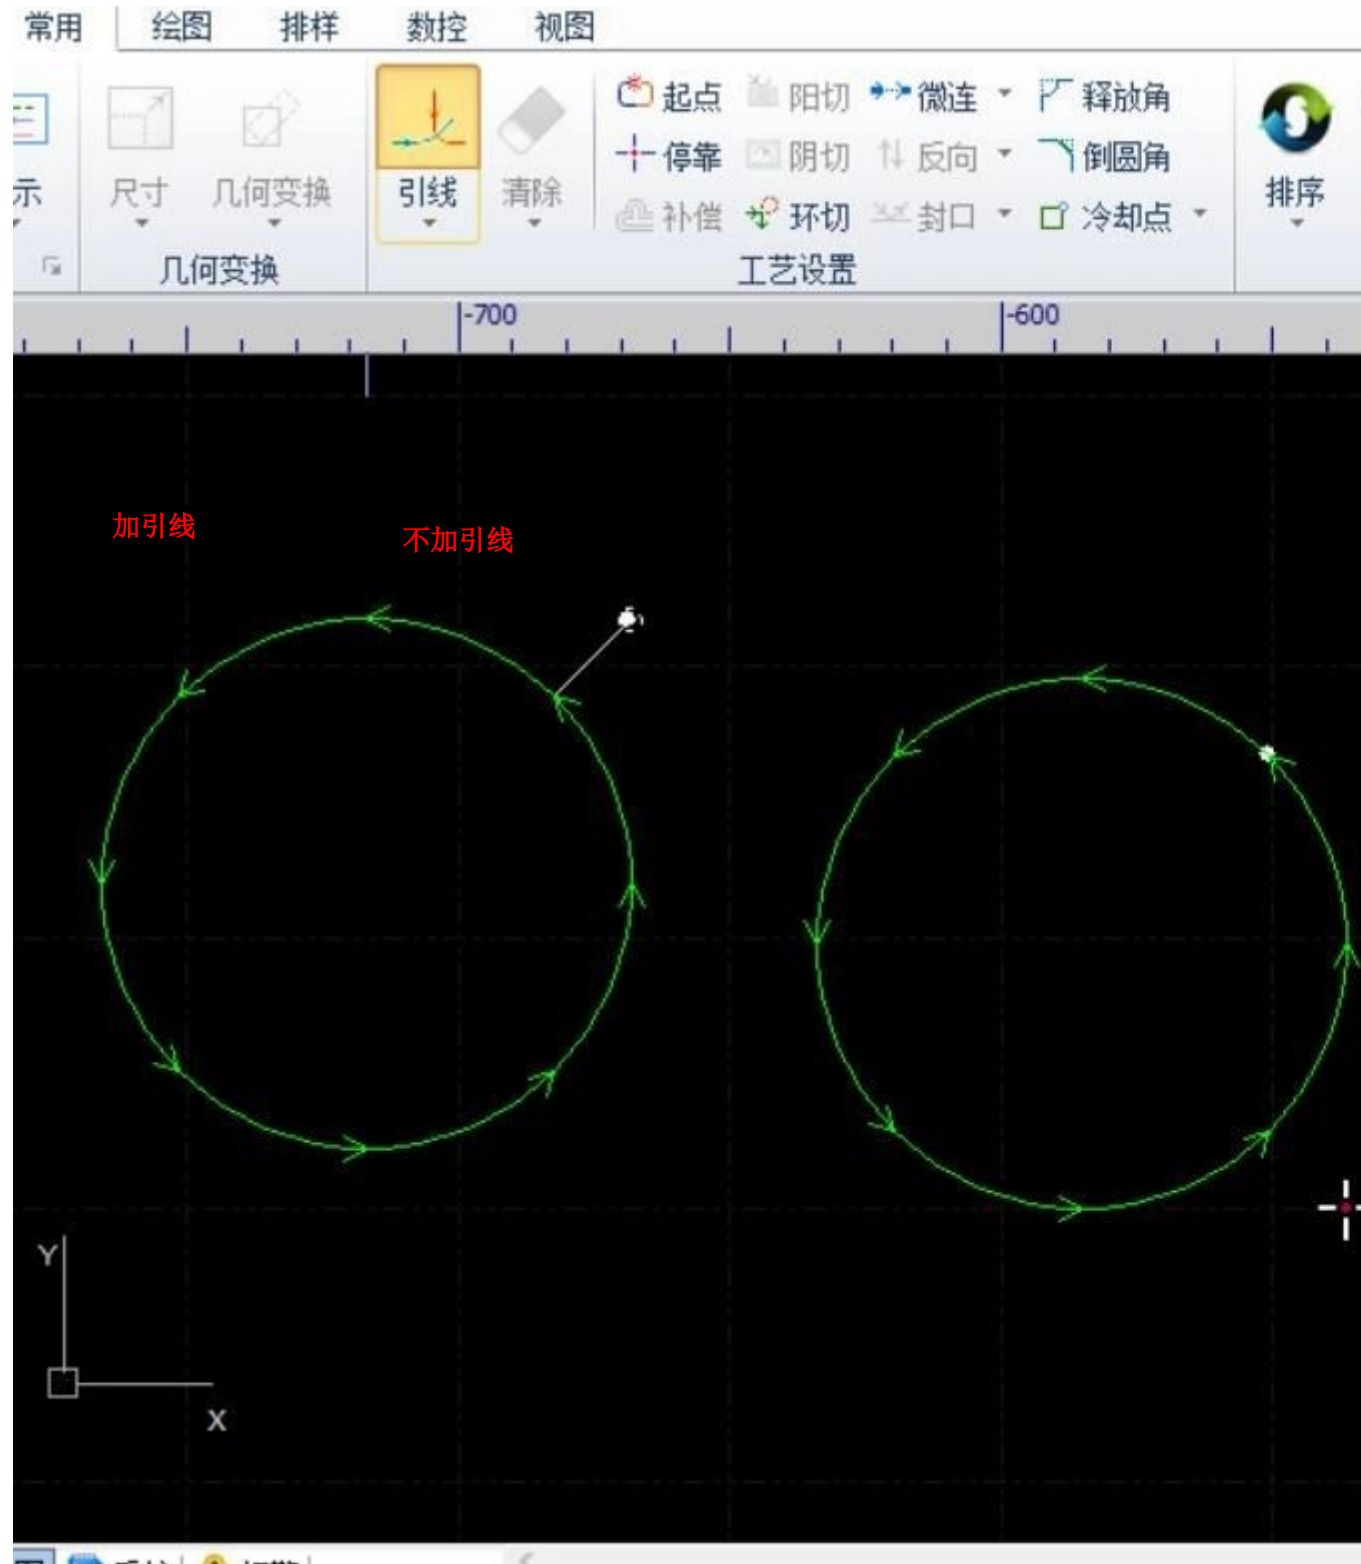 常用 绘图 排样 数控 视图
起点 阳切 微连 释放角
停靠 阴切 反向 倒圆角
示 尺寸 几何变换 引线 清除 排序
补偿 环切 封口 冷却点
几何变换 工艺设置
-700 -600
加引线 不加引线
Y
X